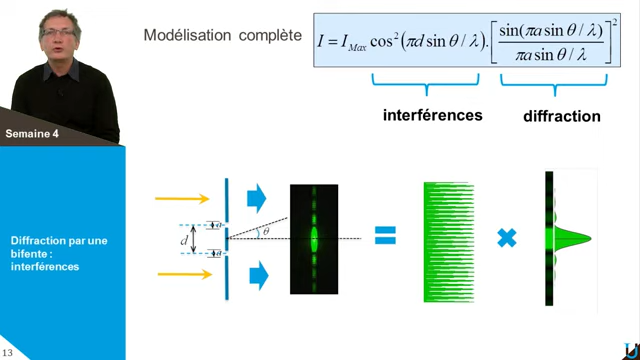 Modélisation complète
I = I_Max cos²(πd sin θ / λ). [sin(πa sin θ / λ) / πa sin θ / λ]²
interférences
diffraction
Semaine 4
Diffraction par une
bifente :
interférences
a
d
θ
a
=
×
13